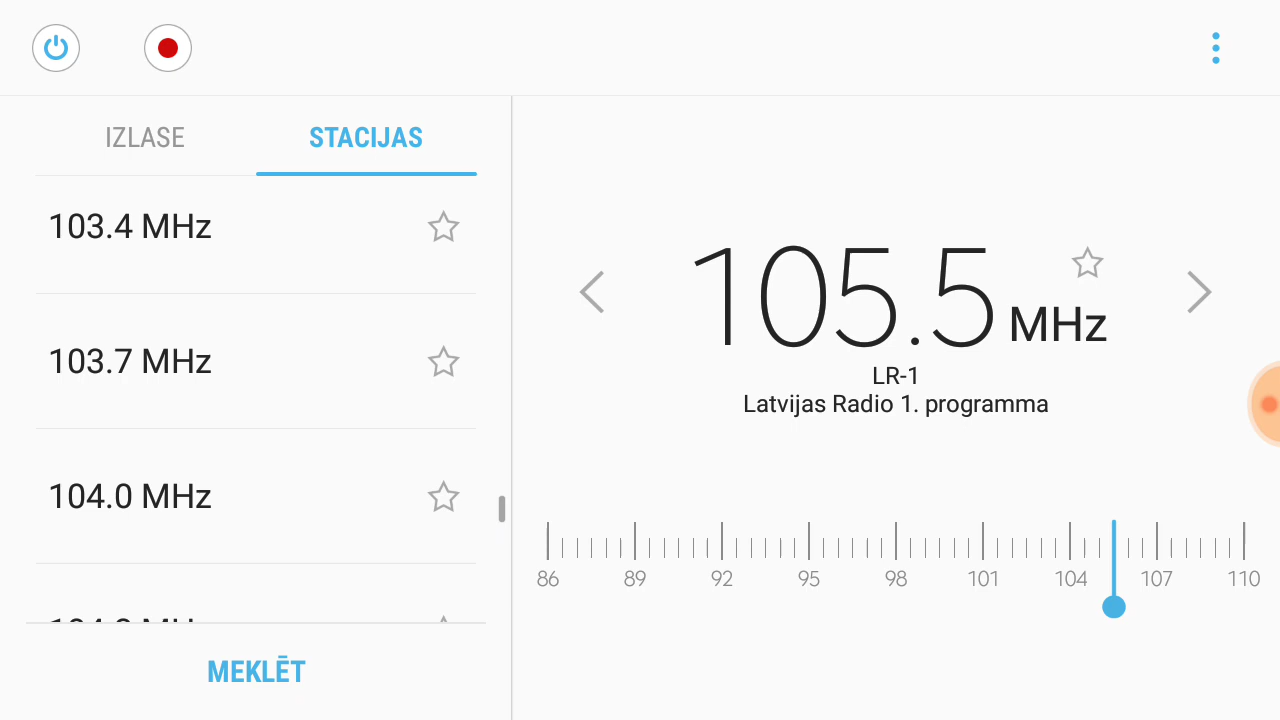 IZLASE
STACIJAS
103.4 MHz
103.7 MHz
104.0 MHz
MEKLĒT
105.5 MHz
LR-1
Latvijas Radio 1. programma
86 89 92 95 98 101 104 107 110